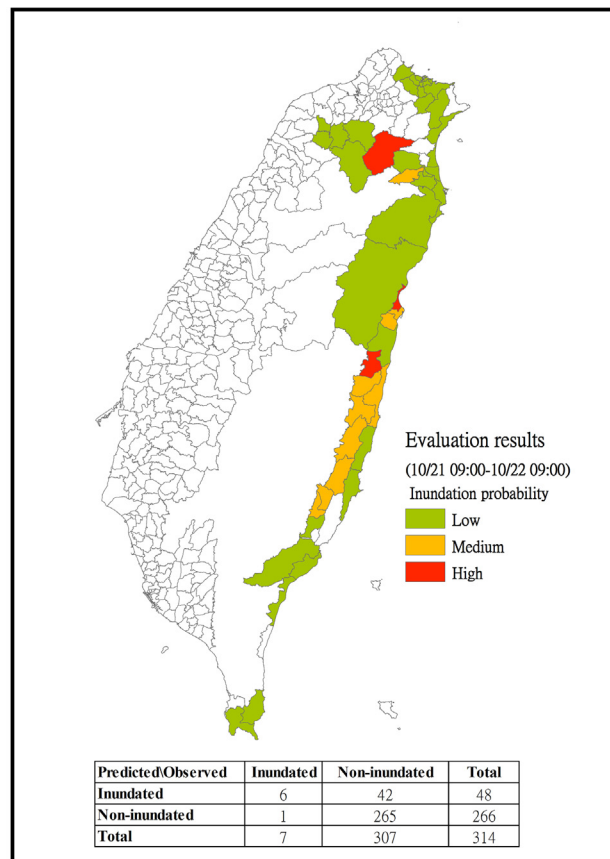 Evaluation results
(10/21 09:00-10/22 09:00)
Inundation probability
Low
Medium
High
Predicted\Observed Inundated Non-inundated Total
Inundated 6 42 48
Non-inundated 1 265 266
Total 7 307 314